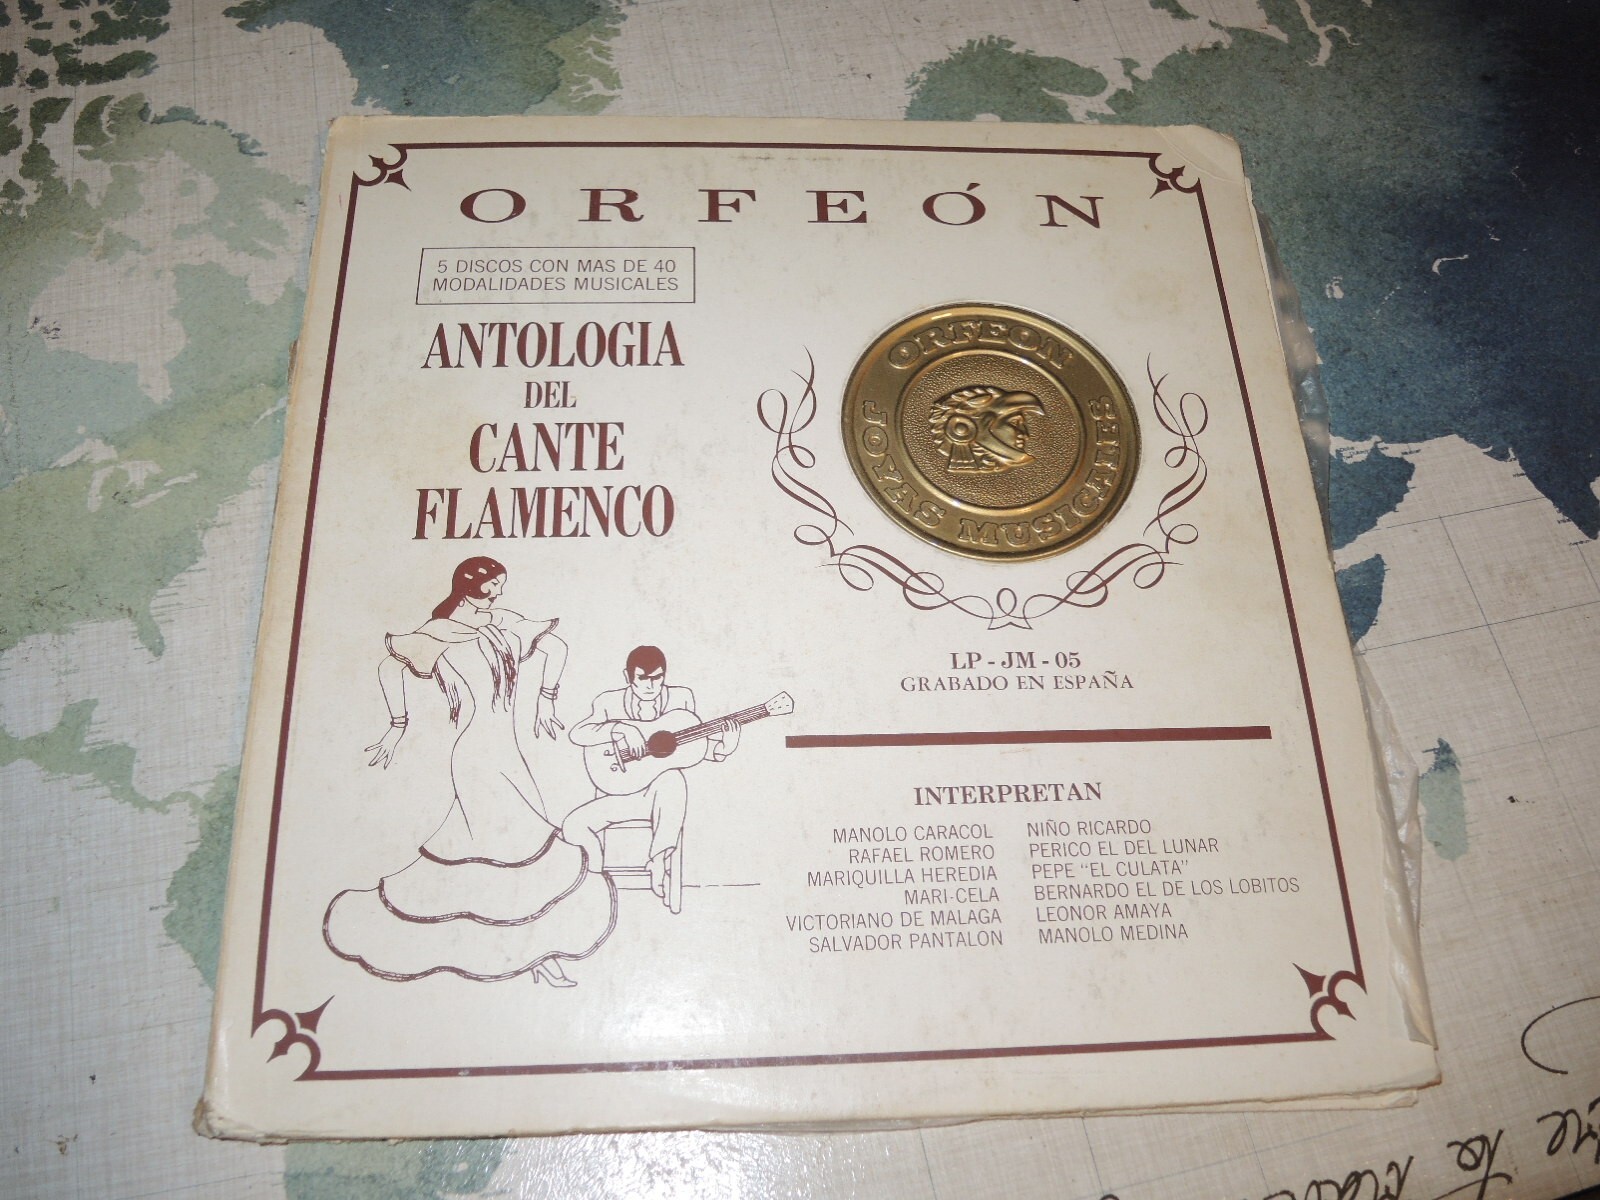 ORFEÓN
5 DISCOS CON MAS DE 40
MODALIDADES MUSICALES
ANTOLOGIA
DEL
CANTE
FLAMENCO
ORFEON
JOYAS MUSICALES
LP - JM - 05
GRABADO EN ESPAÑA
INTERPRETAN
MANOLO CARACOL
RAFAEL ROMERO
MARIQUILLA HEREDIA
MARI-CELA
VICTORIANO DE MALAGA
SALVADOR PANTALON
NIÑO RICARDO
PERICO EL DEL LUNAR
PEPE "EL CULATA"
BERNARDO EL DE LOS LOBITOS
LEONOR AMAYA
MANOLO MEDINA